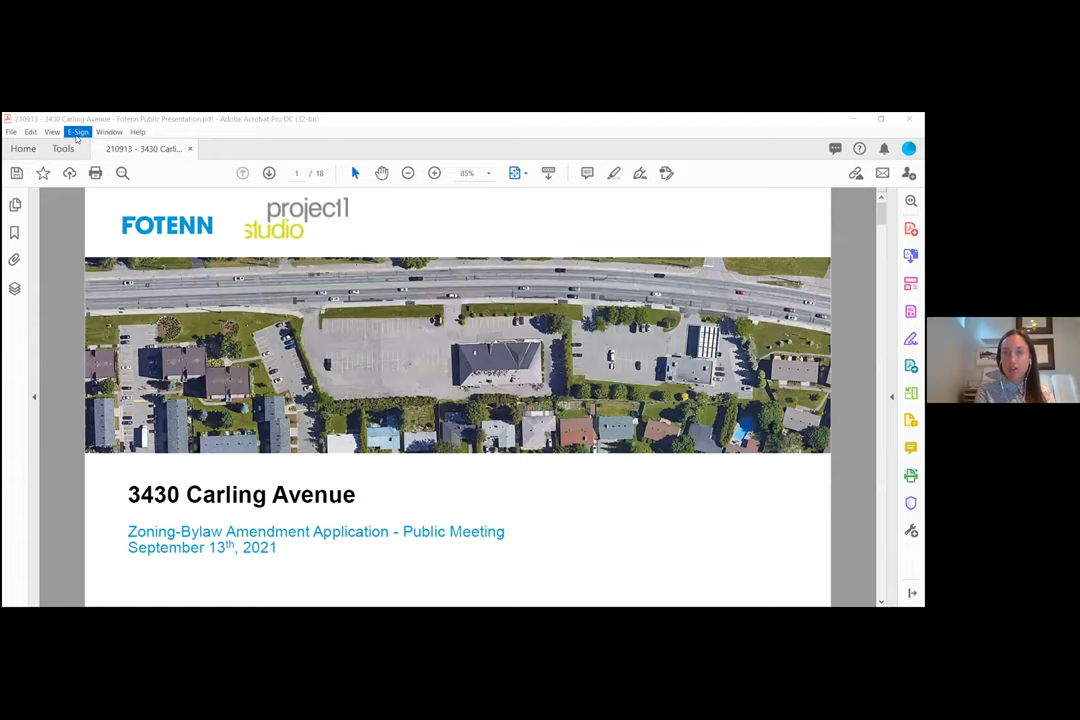 210913 - 3430 Carling Avenue - Fotenn Public Presentation.pdf - Adobe Acrobat Pro DC (32-bit)
File Edit View E-Sign Window Help
Home Tools 210913 - 3430 Carli... ×
1 / 18 85%
FOTENN
project1
studio
3430 Carling Avenue
Zoning-Bylaw Amendment Application - Public Meeting
September 13th, 2021